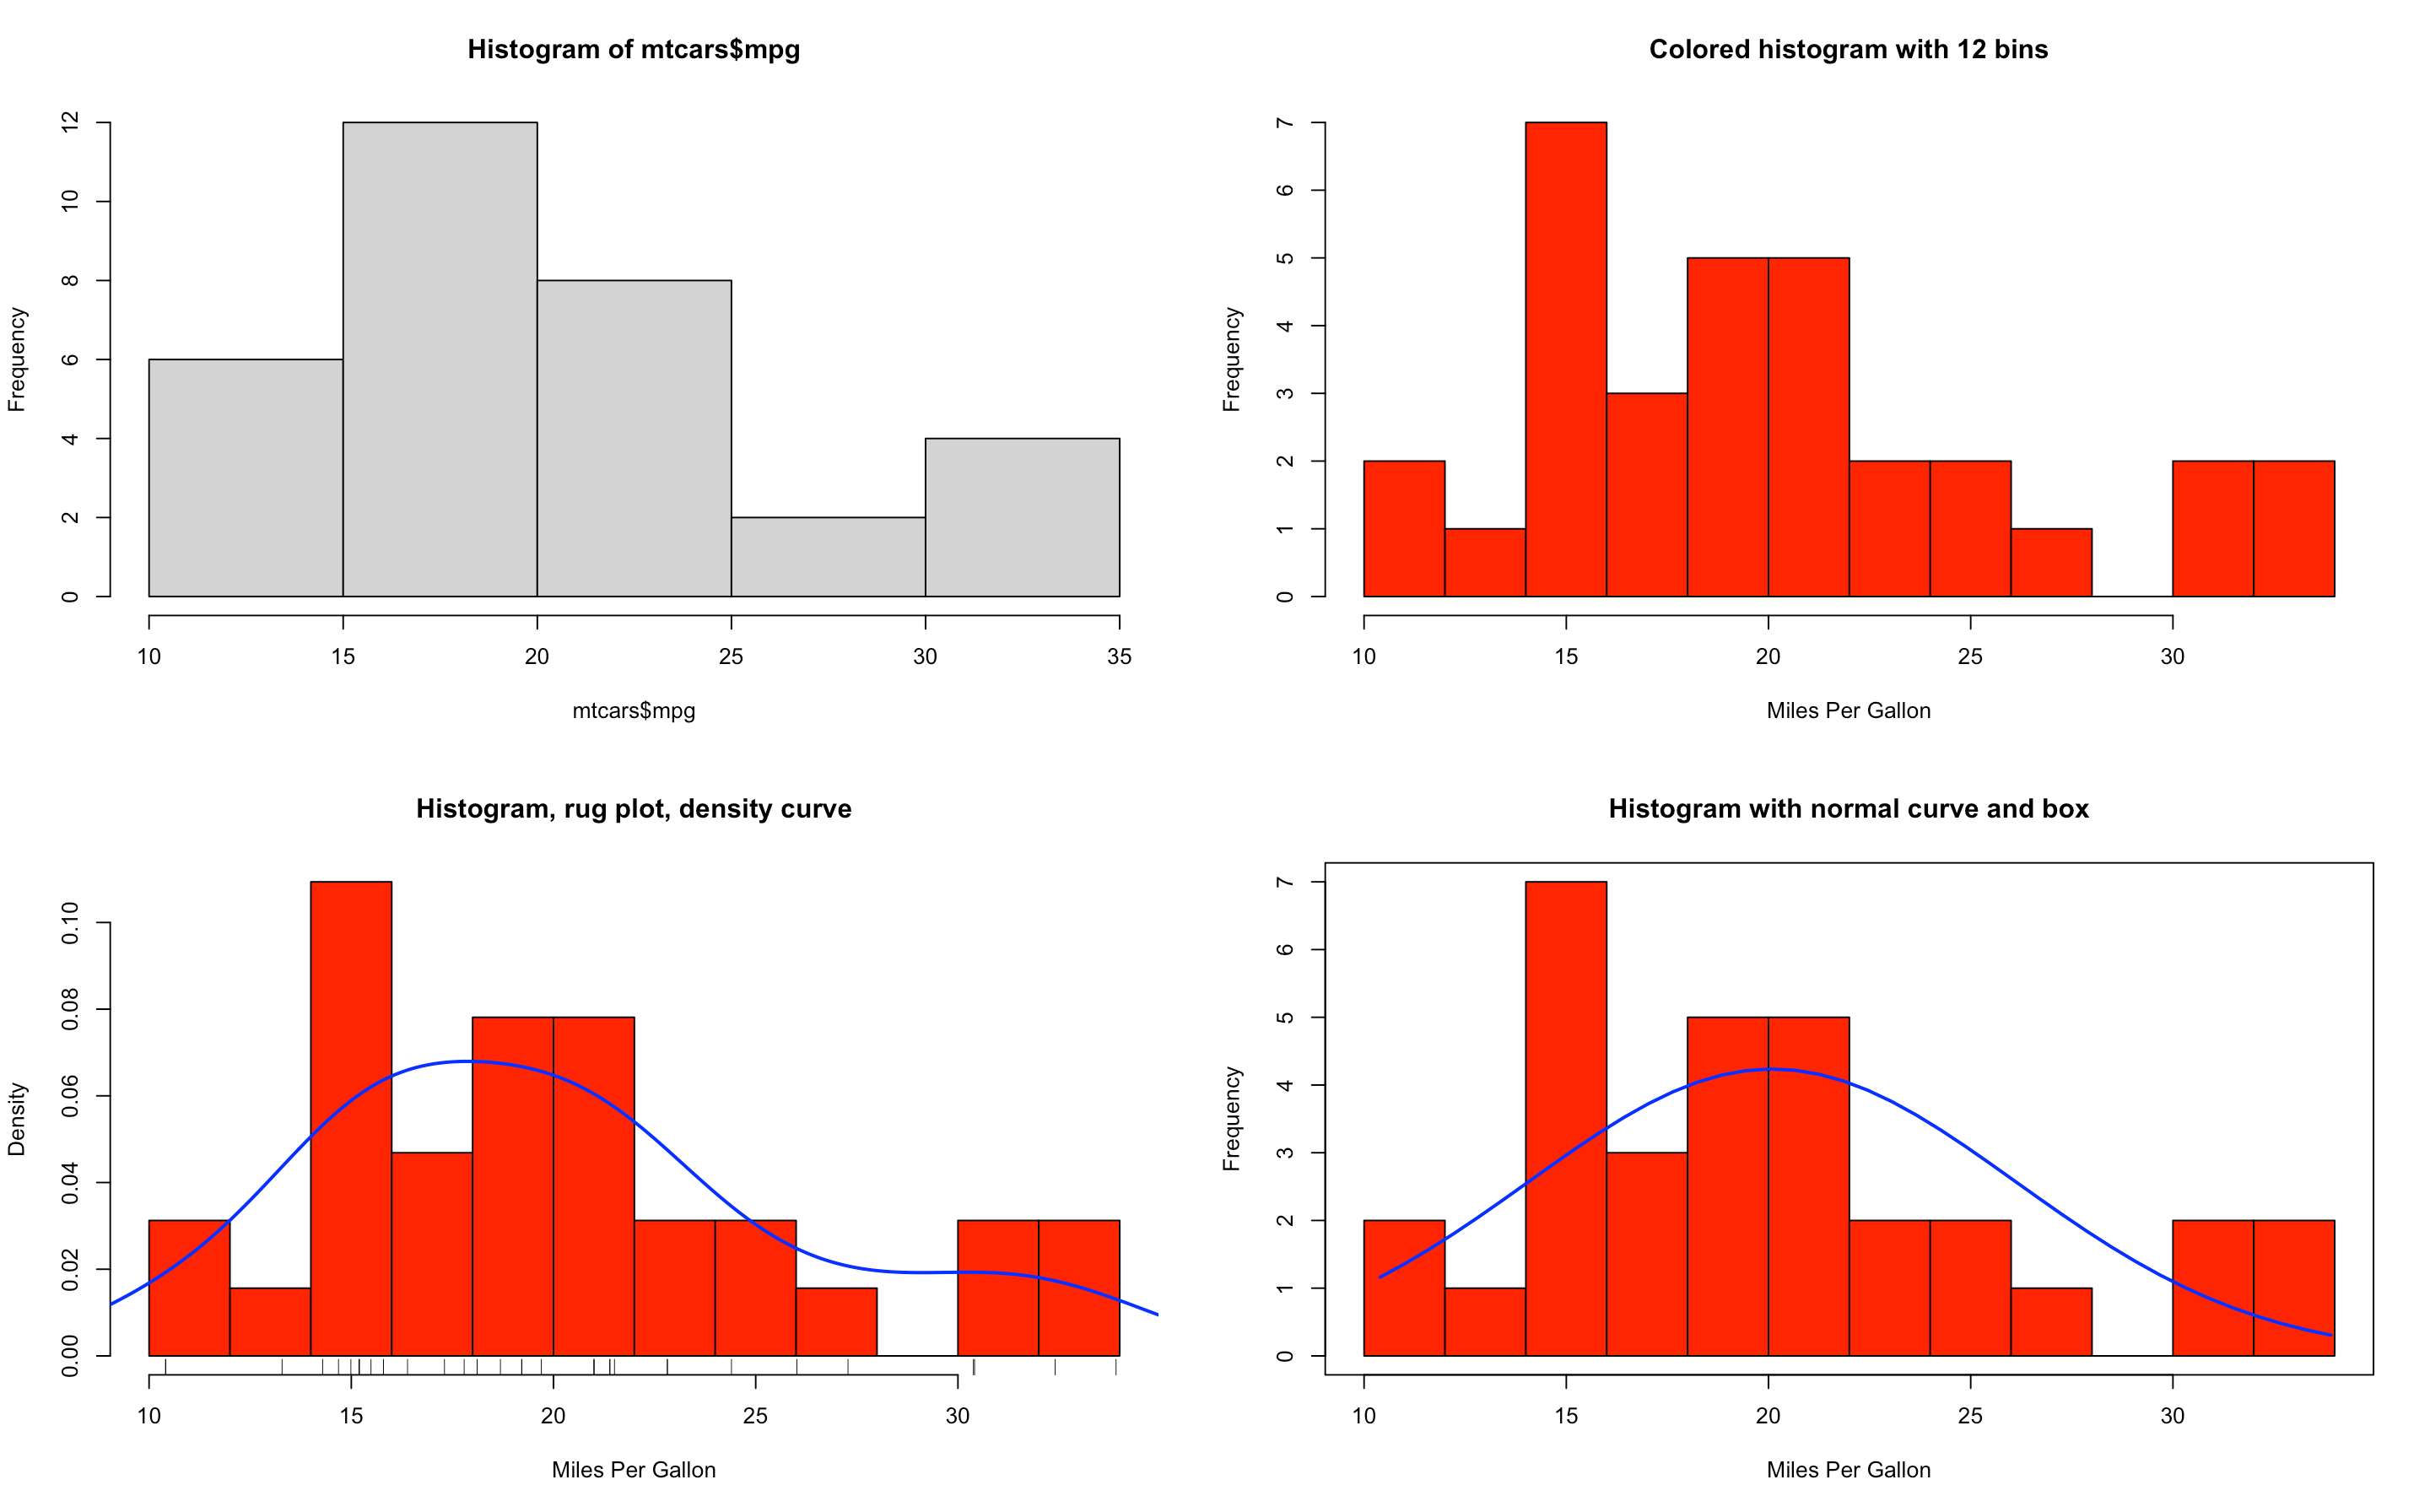 Histogram of mtcars$mpg
Frequency
0 2 4 6 8 10 12
10 15 20 25 30 35
mtcars$mpg
Colored histogram with 12 bins
Frequency
0 1 2 3 4 5 6 7
10 15 20 25 30
Miles Per Gallon
Histogram, rug plot, density curve
Density
0.00 0.02 0.04 0.06 0.08 0.10
10 15 20 25 30
Miles Per Gallon
Histogram with normal curve and box
Frequency
0 1 2 3 4 5 6 7
10 15 20 25 30
Miles Per Gallon